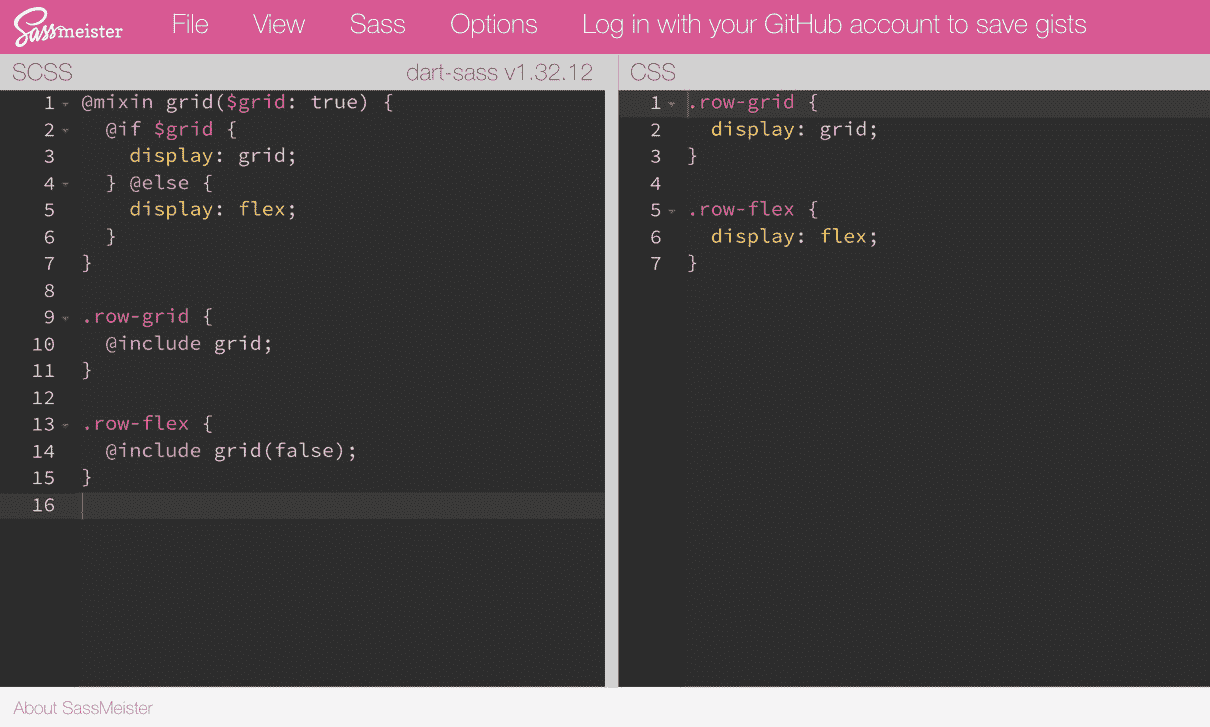 Sassmeister File View Sass Options Log in with your GitHub account to save gists
SCSS dart-sass v1.32.12
1 @mixin grid($grid: true) {
2 @if $grid {
3 display: grid;
4 } @else {
5 display: flex;
6 }
7 }
8
9 .row-grid {
10 @include grid;
11 }
12
13 .row-flex {
14 @include grid(false);
15 }
16
CSS
1 .row-grid {
2 display: grid;
3 }
4
5 .row-flex {
6 display: flex;
7 }
About SassMeister